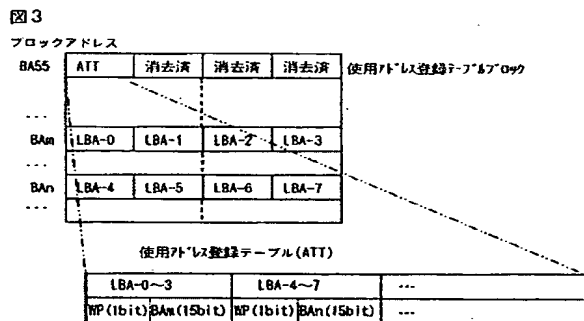 図3
ブロックアドレス
BA55 ATT 消去済 消去済 消去済 使用アドレス登録テーブルブロック
...
BAm LBA-0 LBA-1 LBA-2 LBA-3
...
BAn LBA-4 LBA-5 LBA-6 LBA-7
...
使用アドレス登録テーブル(ATT)
LBA-0~3 LBA-4~7 ---
WP(1bit) BAm(15bit) WP(1bit) BAn(15bit) ---